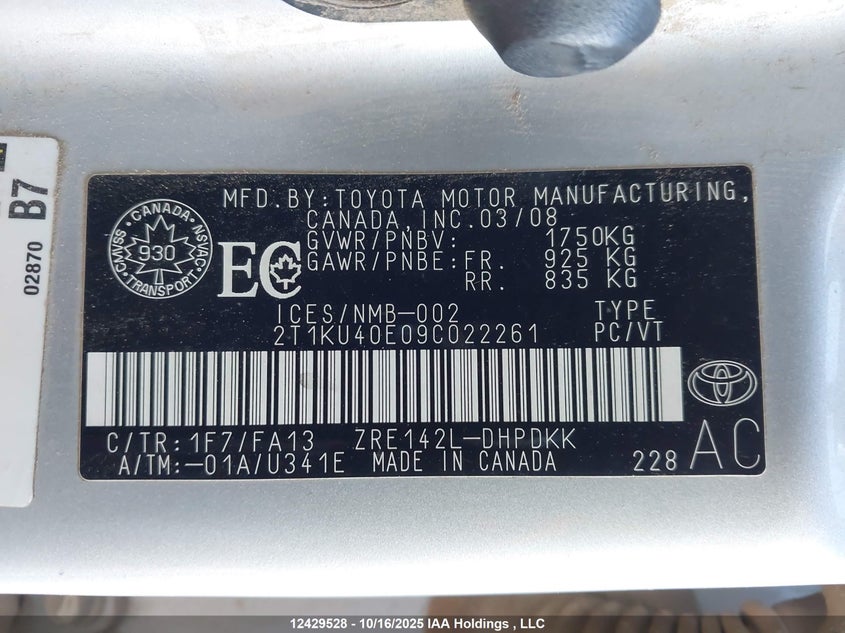 B7
02870
CANADA
CMVSS
930
NSVAC
TRANSPORT
EC
MFD.BY:TOYOTA MOTOR MANUFACTURING,
CANADA,INC.03/08
GVWR/PNBV: 1750KG
GAWR/PNBE:FR. 925 KG
RR. 835 KG
ICES/NMB-002 TYPE
2T1KU40E09C022261 PC/VT
C/TR:1F7/FA13 ZRE142L-DHPDKK
A/TM:-01A/U341E MADE IN CANADA 228 AC
12429528 - 10/16/2025 IAA Holdings , LLC